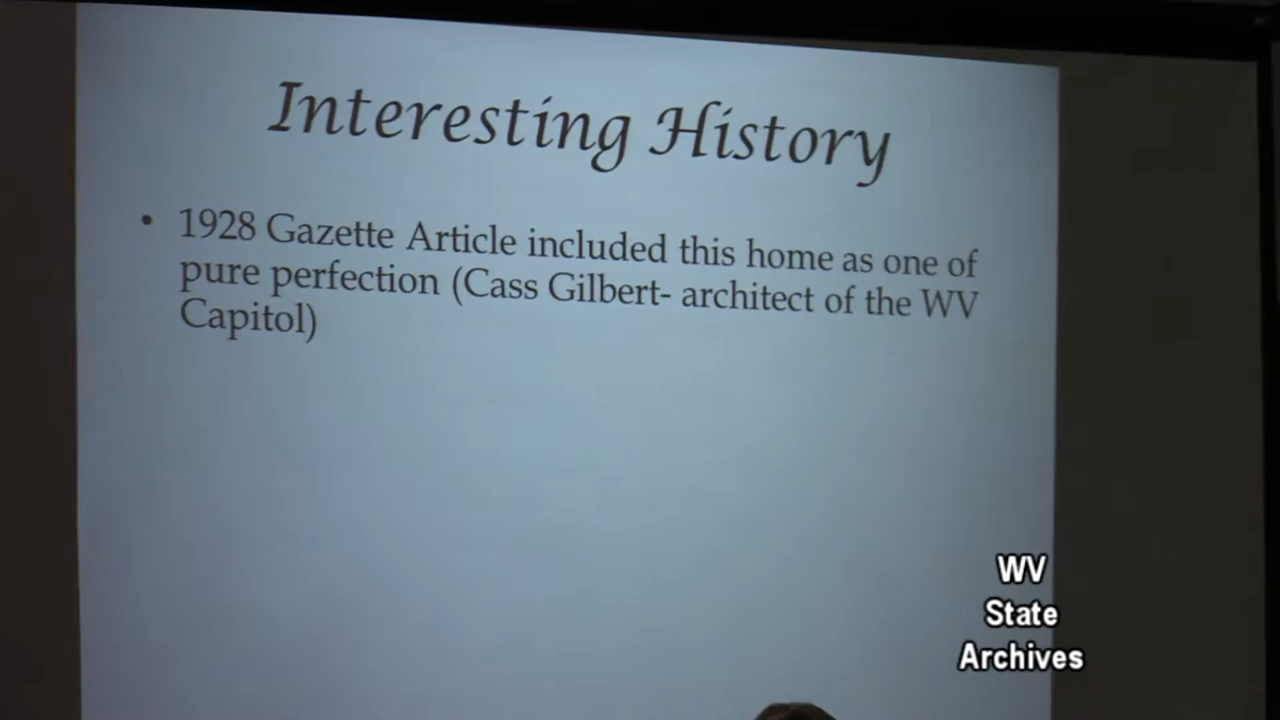 Interesting History
• 1928 Gazette Article included this home as one of
pure perfection (Cass Gilbert- architect of the WV
Capitol)
WV
State
Archives